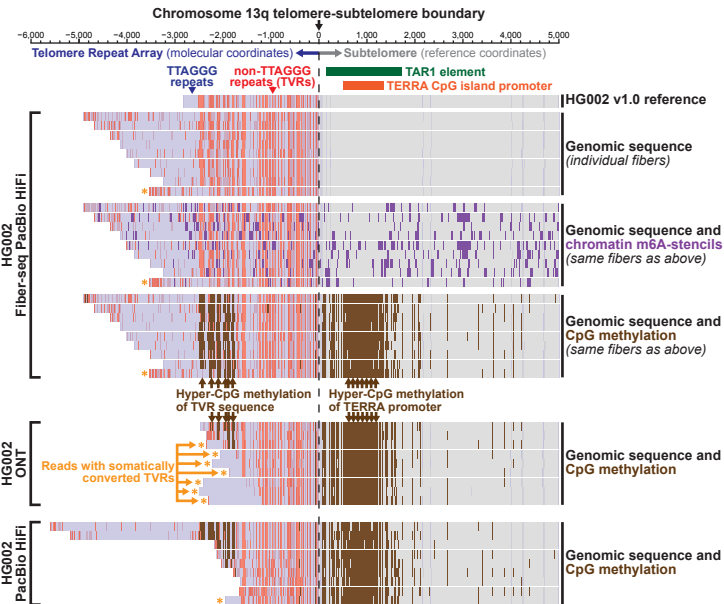 Chromosome 13q telomere-subtelomere boundary
−6,000 −5,000 −4,000 −3,000 −2,000 −1,000 0 1,000 2,000 3,000 4,000 5,000
Telomere Repeat Array (molecular coordinates)
Subtelomere (reference coordinates)
TTAGGG
repeats
non-TTAGGG
repeats (TVRs)
TAR1 element
TERRA CpG island promoter
HG002 v1.0 reference
HG002
Fiber-seq PacBio HiFi
Genomic sequence
(individual fibers)
*
Genomic sequence and
chromatin m6A-stencils
(same fibers as above)
*
Genomic sequence and
CpG methylation
(same fibers as above)
*
Hyper-CpG methylation
of TVR sequence
Hyper-CpG methylation
of TERRA promoter
HG002
ONT
Reads with somatically
converted TVRs
*
*
*
*
*
*
*
Genomic sequence and
CpG methylation
HG002
PacBio HiFi
Genomic sequence and
CpG methylation
*